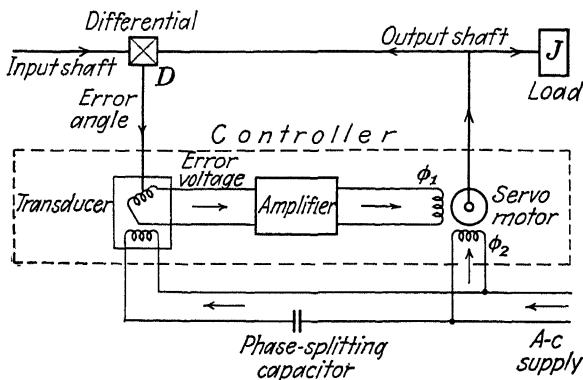 Differential
Input shaft
D
Output shaft
J
Load
Error
angle
Controller
Transducer
Error
voltage
Amplifier
ϕ1
Servo
motor
ϕ2
Phase-splitting
capacitor
A-c
supply